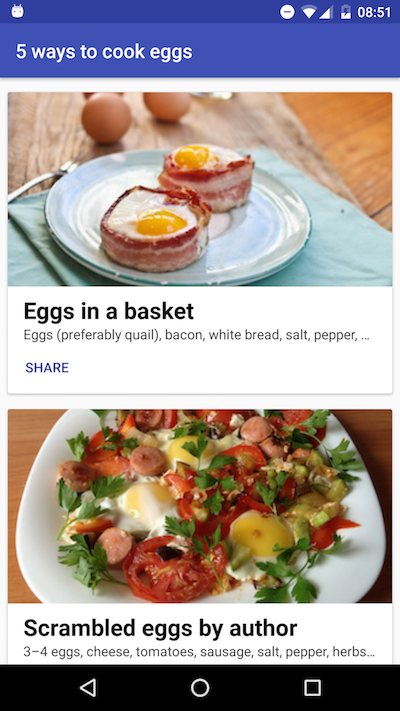 08:51
5 ways to cook eggs
Eggs in a basket
Eggs (preferably quail), bacon, white bread, salt, pepper, …
SHARE
Scrambled eggs by author
3–4 eggs, cheese, tomatoes, sausage, salt, pepper, herbs…